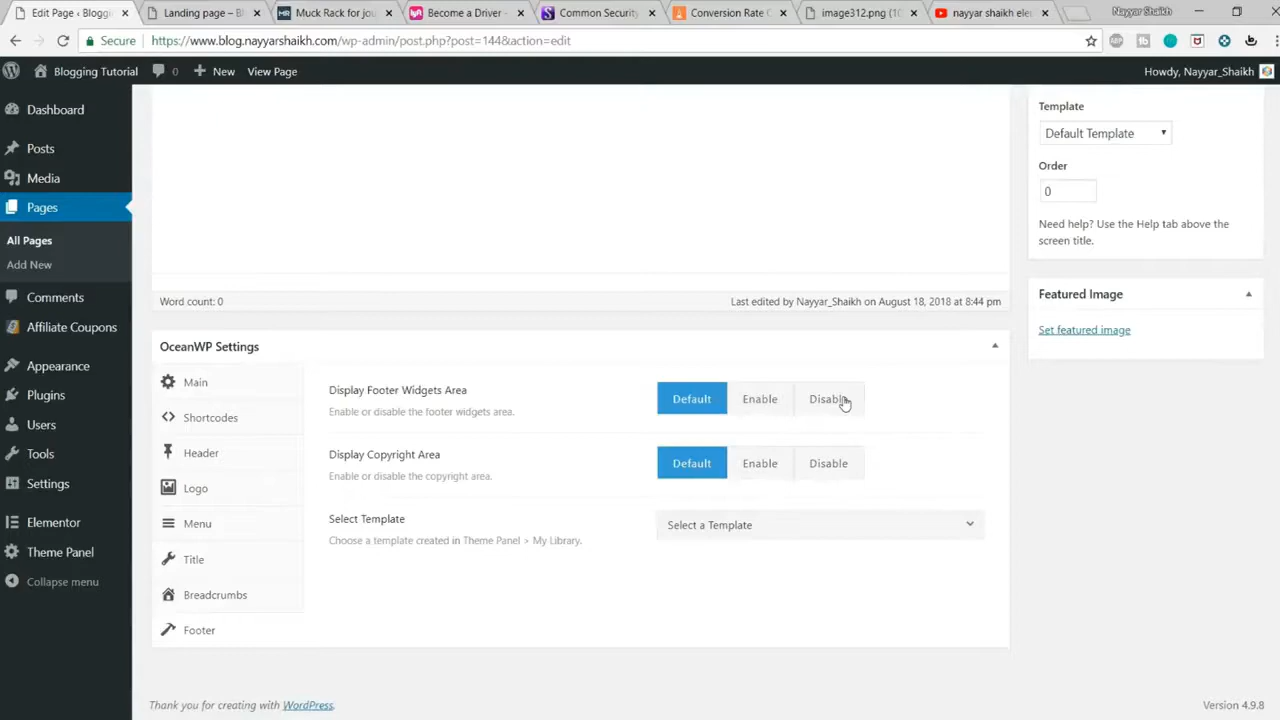 Edit Page ‹ Bloggi
Landing page – Bl
Muck Rack for jou
Become a Driver -
Common Security
Conversion Rate C
image312.png (10
nayyar shaikh ele
Nayyar Shaikh
Secure
https://www.blog.nayyarshaikh.com/wp-admin/post.php?post=144&action=edit
Blogging Tutorial
0
New
View Page
Howdy, Nayyar_Shaikh
Dashboard
Posts
Media
Pages
All Pages
Add New
Comments
Affiliate Coupons
Appearance
Plugins
Users
Tools
Settings
Elementor
Theme Panel
Collapse menu
Word count: 0
Last edited by Nayyar_Shaikh on August 18, 2018 at 8:44 pm
OceanWP Settings
Main
Shortcodes
Header
Logo
Menu
Title
Breadcrumbs
Footer
Display Footer Widgets Area
Enable or disable the footer widgets area.
Default
Enable
Disable
Display Copyright Area
Enable or disable the copyright area.
Default
Enable
Disable
Select Template
Choose a template created in Theme Panel > My Library.
Select a Template
Template
Default Template
Order
0
Need help? Use the Help tab above the
screen title.
Featured Image
Set featured image
Thank you for creating with WordPress.
Version 4.9.8